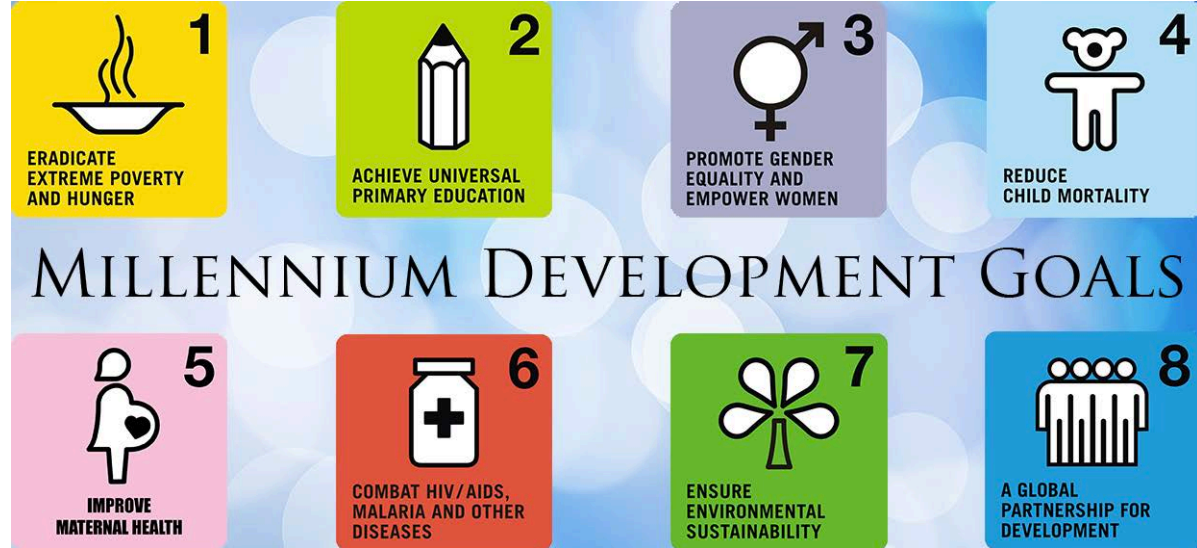 1
ERADICATE
EXTREME POVERTY
AND HUNGER
2
ACHIEVE UNIVERSAL
PRIMARY EDUCATION
3
PROMOTE GENDER
EQUALITY AND
EMPOWER WOMEN
4
REDUCE
CHILD MORTALITY
MILLENNIUM DEVELOPMENT GOALS
5
IMPROVE
MATERNAL HEALTH
6
COMBAT HIV/AIDS,
MALARIA AND OTHER
DISEASES
7
ENSURE
ENVIRONMENTAL
SUSTAINABILITY
8
A GLOBAL
PARTNERSHIP FOR
DEVELOPMENT